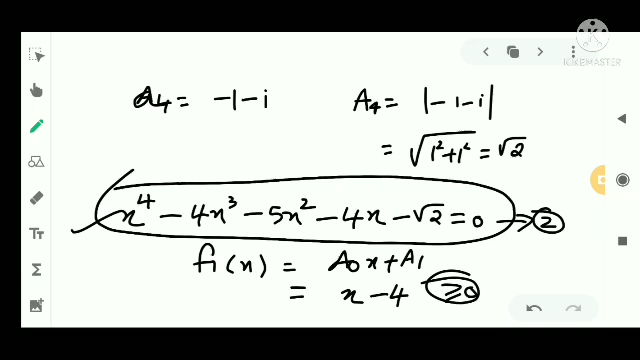 KINEMASTER
a₄ = -1 - i    A₄ = |-1 - i|
= √(1² + 1²) = √2
x⁴ - 4x³ - 5x² - 4x - √2 = 0 → ②
f₁(x) = A₀x + A₁
= x - 4 ≥ 0
Tт
Σ